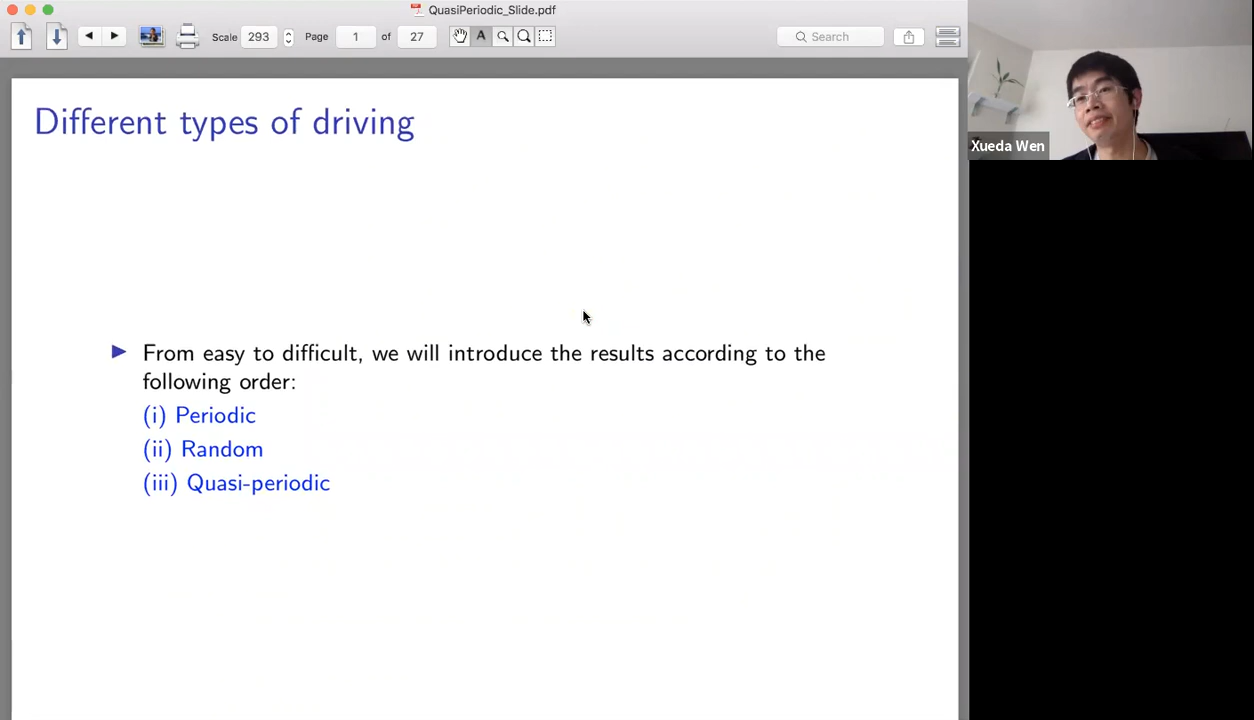 QuasiPeriodic_Slide.pdf
Scale 293 Page 1 of 27 A Search
Different types of driving
Xueda Wen
From easy to difficult, we will introduce the results according to the
following order:
(i) Periodic
(ii) Random
(iii) Quasi-periodic